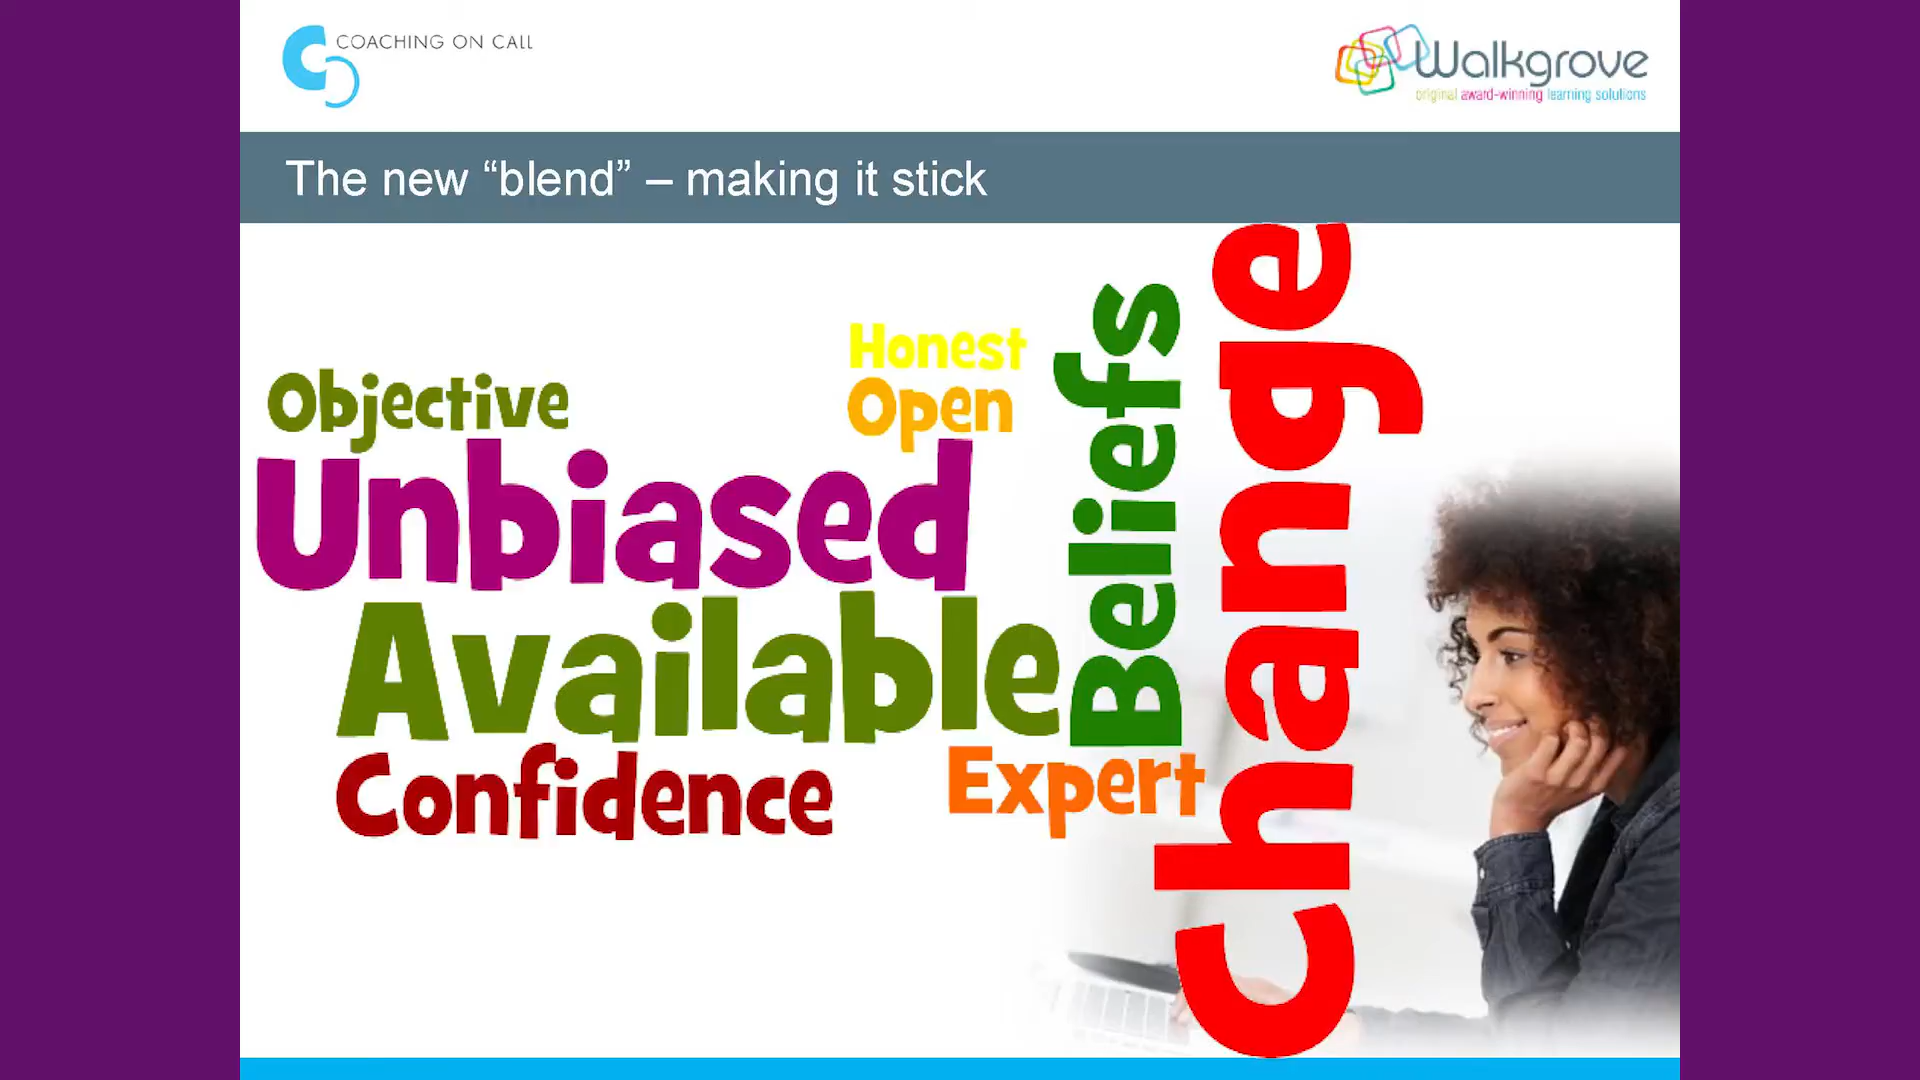 COACHING ON CALL
Walkgrove
original award-winning learning solutions
The new “blend” – making it stick
Honest
Objective
Open
Unbiased
Available
Confidence
Expert
Beliefs
Change